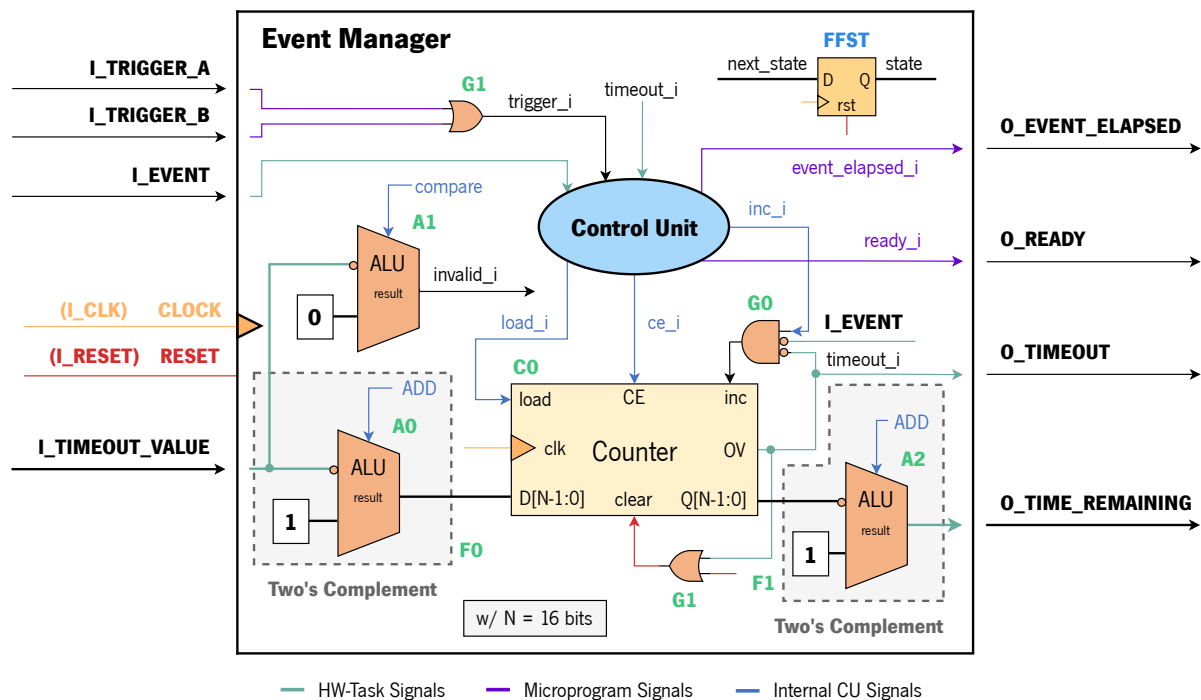 Event Manager
FFST
next_state
state
D
Q
rst
I_TRIGGER_A
I_TRIGGER_B
I_EVENT
G1
trigger_i
timeout_i
O_EVENT_ELAPSED
event_elapsed_i
compare
A1
Control Unit
inc_i
ready_i
O_READY
ALU
result
0
invalid_i
(I_CLK) CLOCK
(I_RESET) RESET
load_i
ce_i
G0
I_EVENT
timeout_i
O_TIMEOUT
C0
load
CE
inc
clk
Counter
OV
D[N-1:0]
clear
Q[N-1:0]
ADD
A0
I_TIMEOUT_VALUE
ALU
result
1
F0
Two's Complement
ADD
A2
ALU
result
1
O_TIME_REMAINING
G1
F1
Two's Complement
w/ N = 16 bits
HW-Task Signals
Microprogram Signals
Internal CU Signals